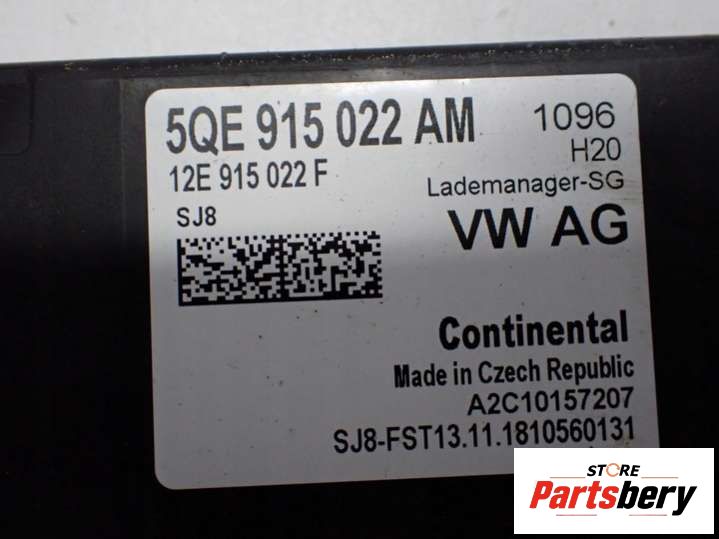 5QE 915 022 AM 1096
H20
12E 915 022 F
Lademanager-SG
SJ8
VW AG
Continental
Made in Czech Republic
A2C10157207
SJ8-FST13.11.1810560131
STORE
Partsbery